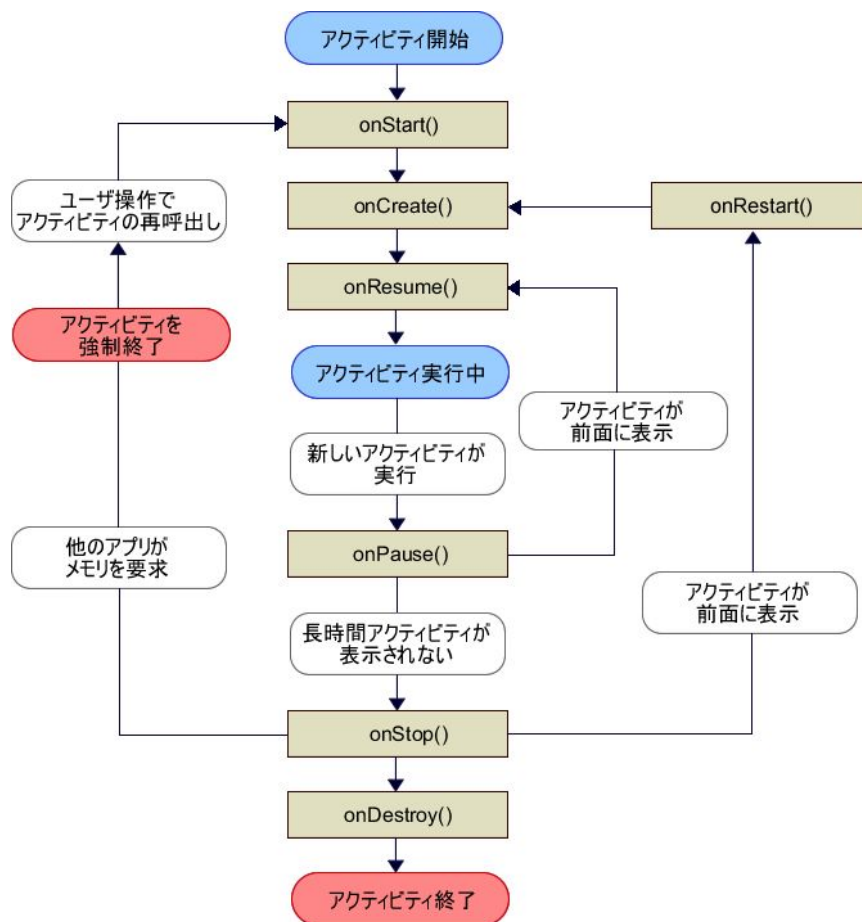 アクティビティ開始
onStart()
ユーザ操作で
アクティビティの再呼出し
onCreate()
onRestart()
onResume()
アクティビティを
強制終了
アクティビティ実行中
アクティビティが
前面に表示
新しいアクティビティが
実行
他のアプリが
メモリを要求
onPause()
アクティビティが
前面に表示
長時間アクティビティが
表示されない
onStop()
onDestroy()
アクティビティ終了